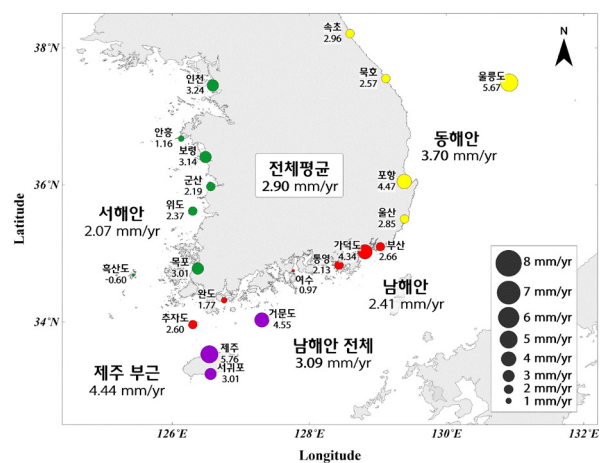 38°N
36°N
34°N
Latitude
126°E
128°E
130°E
132°E
Longitude
N
속초
2.96
묵호
2.57
울릉도
5.67
인천
3.24
안흥
1.16
보령
3.14
군산
2.19
위도
2.37
목포
3.01
흑산도
-0.60
서해안
2.07 mm/yr
전체평균
2.90 mm/yr
동해안
3.70 mm/yr
포항
4.47
울산
2.85
가덕도
4.34
부산
2.66
통영
2.13
여수
0.97
완도
1.77
추자도
2.60
거문도
4.55
제주
5.76
서귀포
3.01
남해안
2.41 mm/yr
남해안 전체
3.09 mm/yr
제주 부근
4.44 mm/yr
8 mm/yr
7 mm/yr
6 mm/yr
5 mm/yr
4 mm/yr
3 mm/yr
2 mm/yr
1 mm/yr